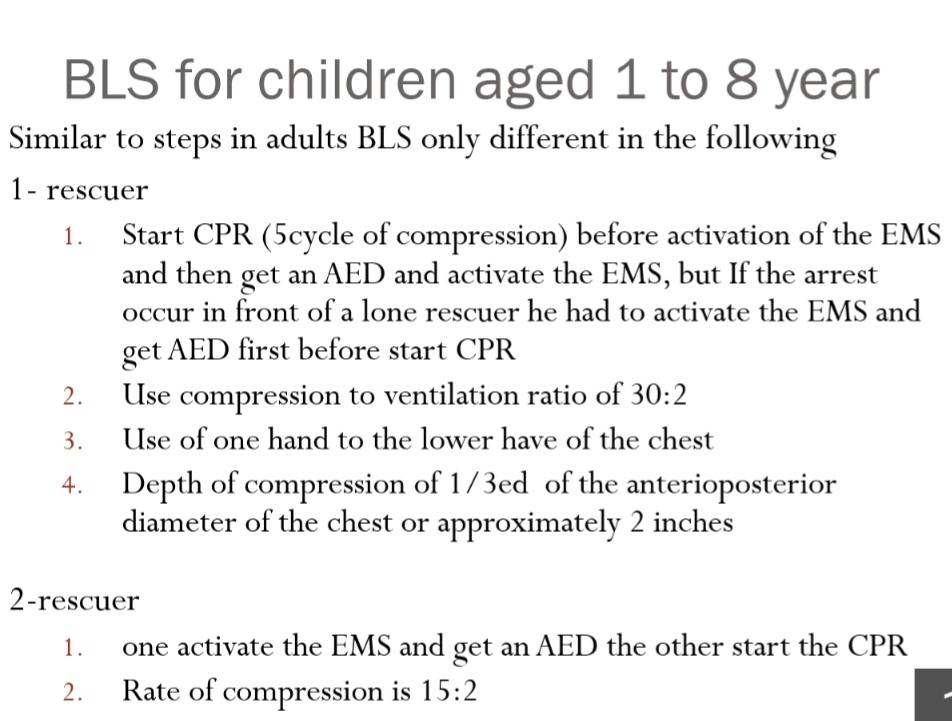 BLS for children aged 1 to 8 year
Similar to steps in adults BLS only different in the following
1- rescuer
1. Start CPR (5cycle of compression) before activation of the EMS
and then get an AED and activate the EMS, but If the arrest
occur in front of a lone rescuer he had to activate the EMS and
get AED first before start CPR
2. Use compression to ventilation ratio of 30:2
3. Use of one hand to the lower have of the chest
4. Depth of compression of 1/3ed of the anterioposterior
diameter of the chest or approximately 2 inches
2-rescuer
1. one activate the EMS and get an AED the other start the CPR
2. Rate of compression is 15:2